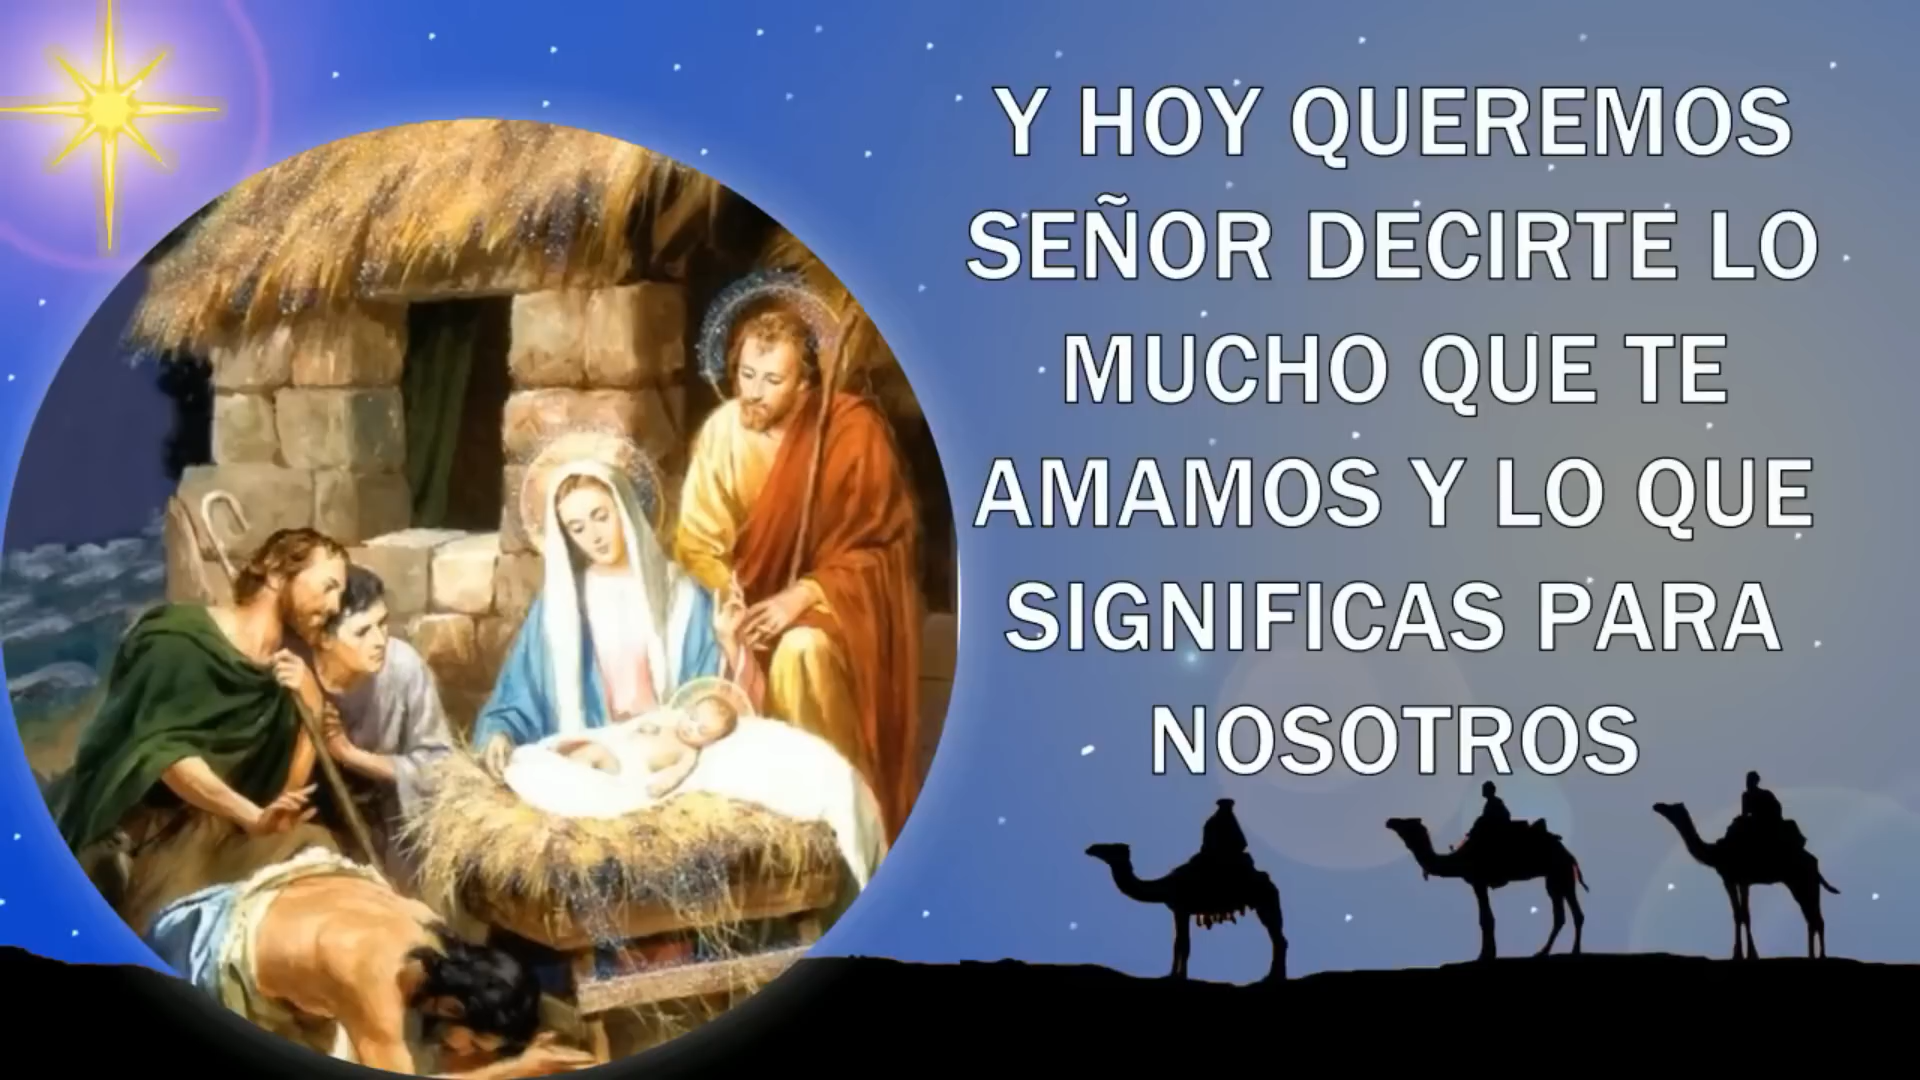 Y HOY QUEREMOS
SEÑOR DECIRTE LO
MUCHO QUE TE
AMAMOS Y LO QUE
SIGNIFICAS PARA
NOSOTROS